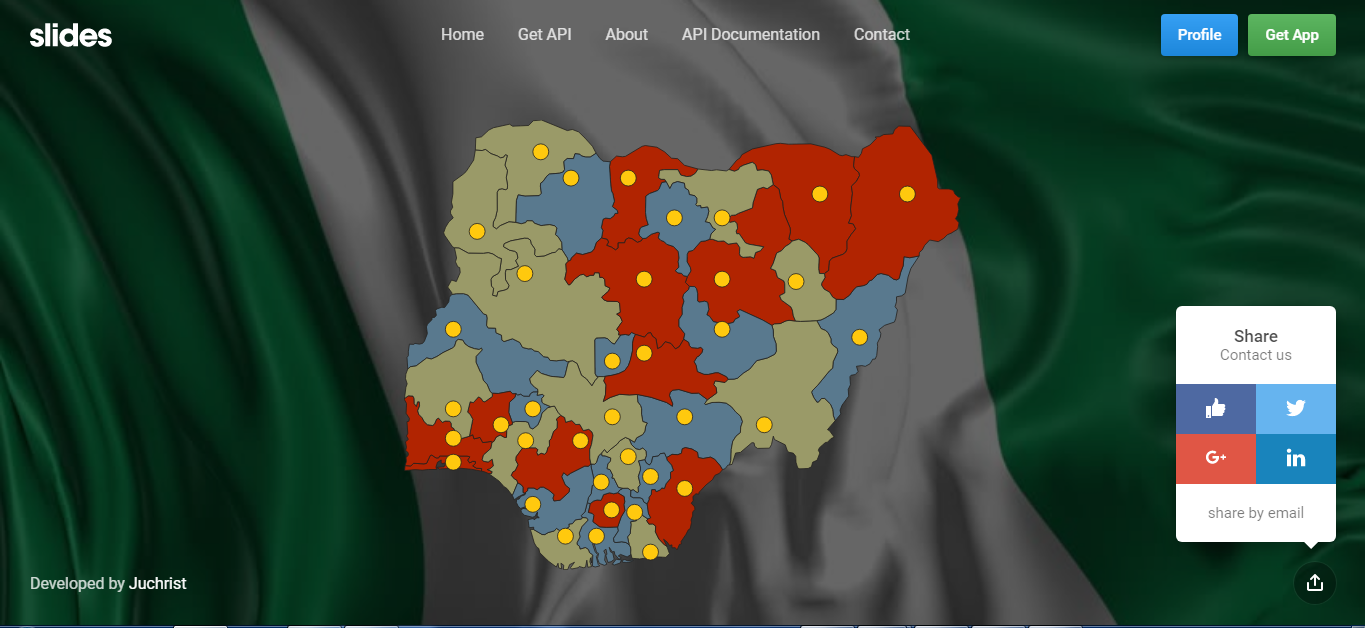 slides
Home
Get API
About
API Documentation
Contact
Profile
Get App
Share
Contact us
G+
in
share by email
Developed by Juchrist